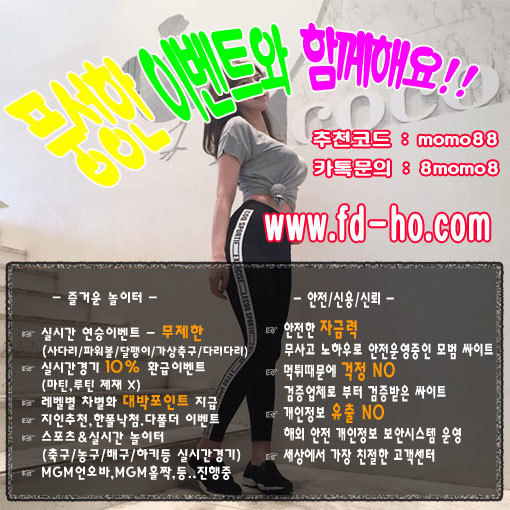 풍성한 이벤트와 함께해요!!
coco
추천코드 : momo88
카톡문의 : 8momo8
www.fd-ho.com
LECOQ SPORTIF
- 즐거운 놀이터 -
☞ 실시간 연승이벤트 - 무제한
(사다리/파워볼/달팽이/가상축구/다리다리)
☞ 실시간경기 10% 환급이벤트
(마틴,루틴 제재 X)
☞ 레벨별 차별화 대박포인트 지급
☞ 지인추천,한폴낙첨,다폴더 이벤트
☞ 스포츠&실시간 놀이터
(축구/농구/배구/하키등 실시간경기)
☞ MGM언오바,MGM홀짝,등..진행중
- 안전/신용/신뢰 -
☞ 안전한 자금력
무사고 노하우로 안전운영중인 모범 싸이트
☞ 먹튀때문에 걱정 NO
검증업체로 부터 검증받은 싸이트
☞ 개인정보 유출 NO
해외 안전 개인정보 보안시스템 운영
☞ 세상에서 가장 친절한 고객센터